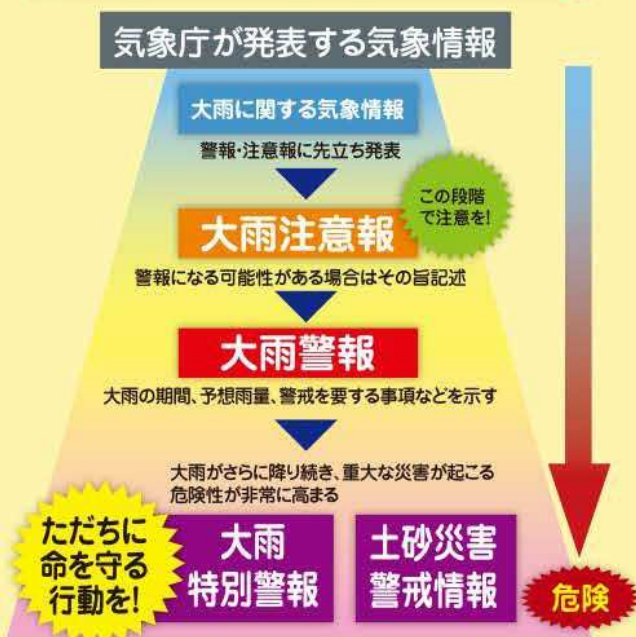 気象庁が発表する気象情報
大雨に関する気象情報
警報・注意報に先立ち発表
この段階
で注意を!
大雨注意報
警報になる可能性がある場合はその旨記述
大雨警報
大雨の期間、予想雨量、警戒を要する事項などを示す
大雨がさらに降り続き、重大な災害が起こる
危険性が非常に高まる
ただちに
命を守る
行動を!
大雨
特別警報
土砂災害
警戒情報
危険